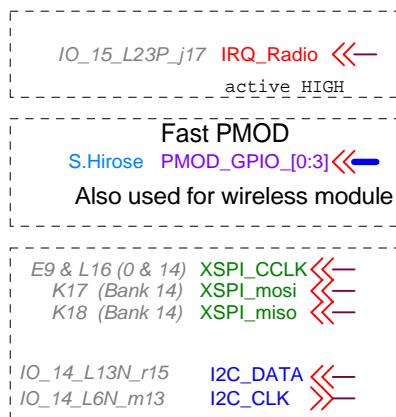 IO_15_L23P_j17 IRQ_Radio
active HIGH
Fast PMOD
S.Hirose PMOD_GPIO_[0:3]
Also used for wireless module
E9 & L16 (0 & 14) XSPI_CCLK
K17 (Bank 14) XSPI_mosi
K18 (Bank 14) XSPI_miso
IO_14_L13N_r15 I2C_DATA
IO_14_L6N_m13 I2C_CLK